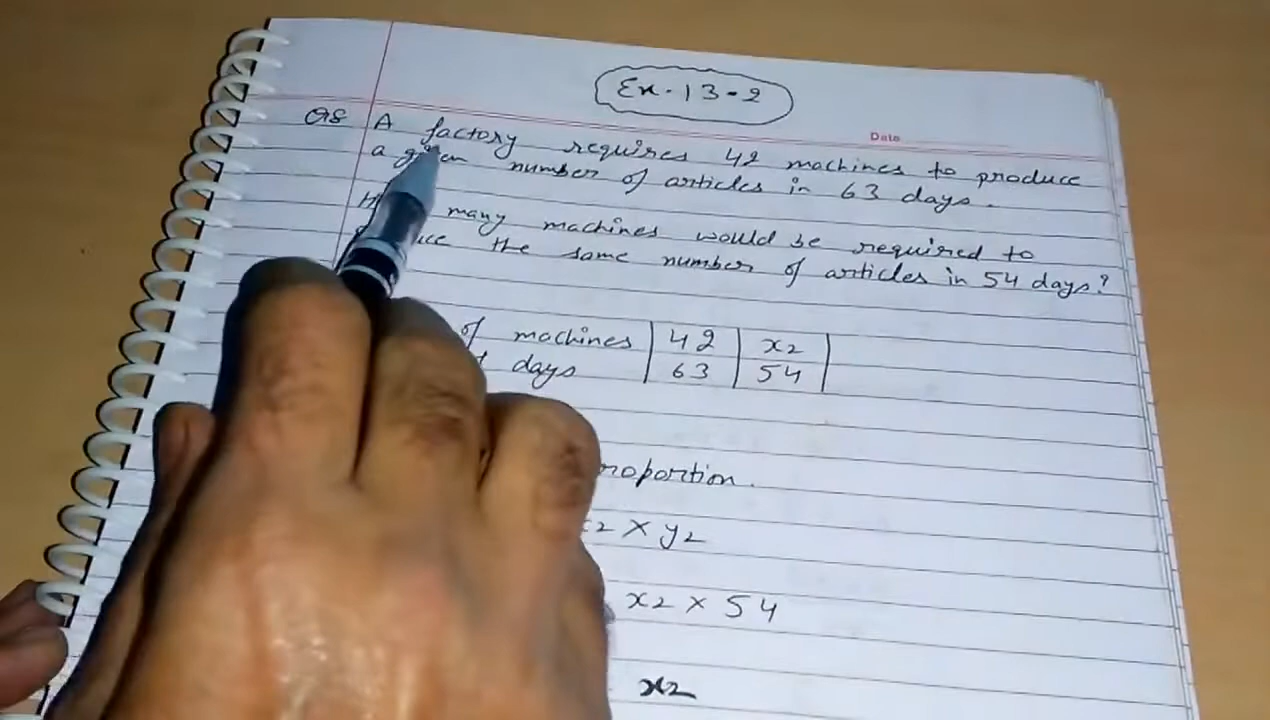 Ex-13-2
Date
Q8 A factory requires 42 machines to produce
a given number of articles in 63 days.
many machines would be required to
the same number of articles in 54 days?
of machines 42 x2
days 63 54
x2 × y2
x2 × 54
x2